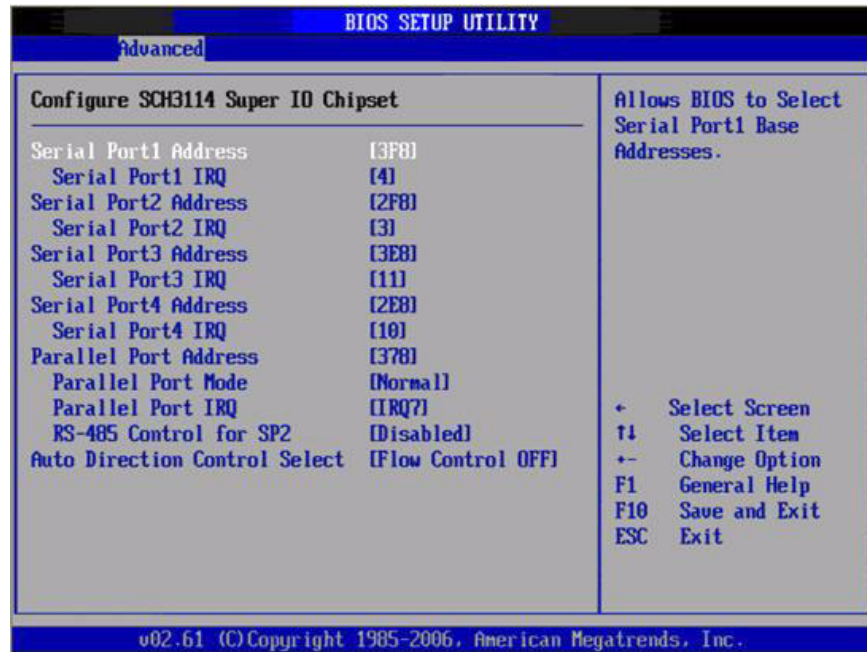 BIOS SETUP UTILITY
Advanced
Configure SCH3114 Super IO Chipset
Serial Port1 Address [3F8]
Serial Port1 IRQ [4]
Serial Port2 Address [2F8]
Serial Port2 IRQ [3]
Serial Port3 Address [3E8]
Serial Port3 IRQ [11]
Serial Port4 Address [2E8]
Serial Port4 IRQ [10]
Parallel Port Address [378]
Parallel Port Mode [Normal]
Parallel Port IRQ [IRQ7]
RS-485 Control for SP2 [Disabled]
Auto Direction Control Select [Flow Control OFF]
Allows BIOS to Select
Serial Port1 Base
Addresses.
← Select Screen
↑↓ Select Item
+- Change Option
F1 General Help
F10 Save and Exit
ESC Exit
v02.61 (C)Copyright 1985-2006, American Megatrends, Inc.